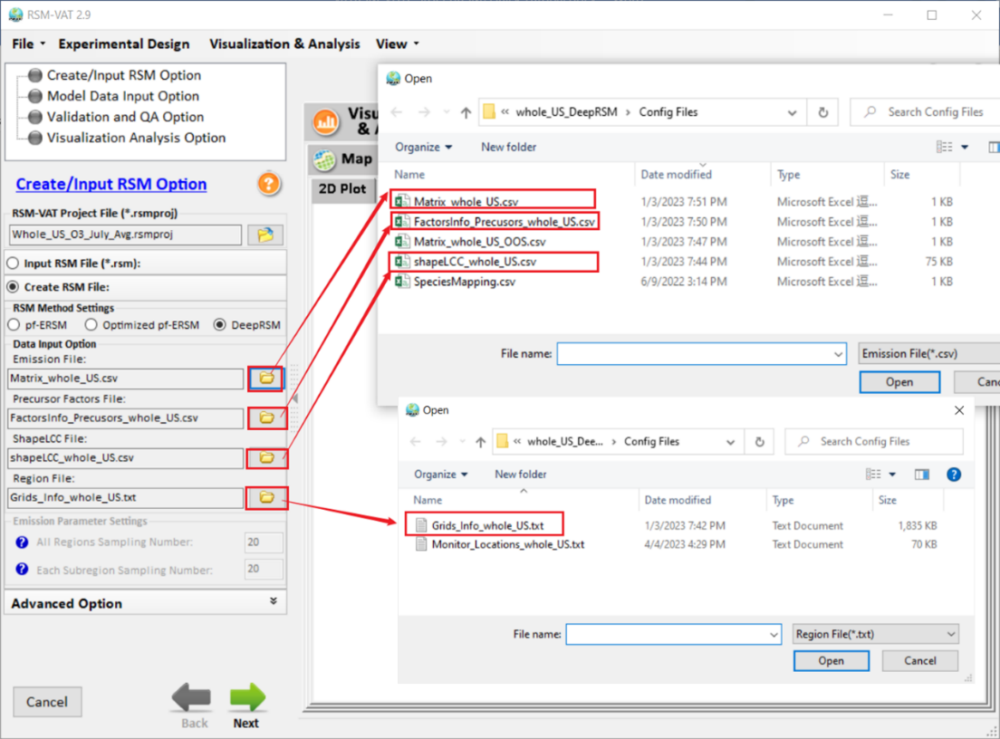 RSM-VAT 2.9
File Experimental Design Visualization & Analysis View
Create/Input RSM Option
Model Data Input Option
Validation and QA Option
Visualization Analysis Option
Create/Input RSM Option
RSM-VAT Project File (*.rsmproj)
Whole_US_O3_July_Avg.rsmproj
Input RSM File (*.rsm):
Create RSM File:
RSM Method Settings
pf-ERSM Optimized pf-ERSM DeepRSM
Data Input Option
Emission File:
Matrix_whole_US.csv
Precursor Factors File:
FactorsInfo_Precusors_whole_US.csv
ShapeLCC File:
shapeLCC_whole_US.csv
Region File:
Grids_Info_whole_US.txt
Emission Parameter Settings
All Regions Sampling Number: 20
Each Subregion Sampling Number: 20
Advanced Option
Cancel
Back
Next
Visu
& A
Map
2D Plot
Open
« whole_US_DeepRSM › Config Files
Search Config Files
Organize New folder
Name Date modified Type Size
Matrix_whole_US.csv 1/3/2023 7:51 PM Microsoft Excel 逗... 1 KB
FactorsInfo_Precusors_whole_US.csv 1/3/2023 7:50 PM Microsoft Excel 逗... 1 KB
Matrix_whole_US_OOS.csv 1/3/2023 7:47 PM Microsoft Excel 逗... 1 KB
shapeLCC_whole_US.csv 1/3/2023 7:44 PM Microsoft Excel 逗... 75 KB
SpeciesMapping.csv 6/9/2022 3:14 PM Microsoft Excel 逗... 1 KB
File name: Emission File(*.csv)
Open Canc
Open
« whole_US_Dee... › Config Files
Search Config Files
Organize New folder
Name Date modified Type Size
Grids_Info_whole_US.txt 1/3/2023 7:42 PM Text Document 1,835 KB
Monitor_Locations_whole_US.txt 4/4/2023 4:29 PM Text Document 70 KB
File name: Region File(*.txt)
Open Cancel